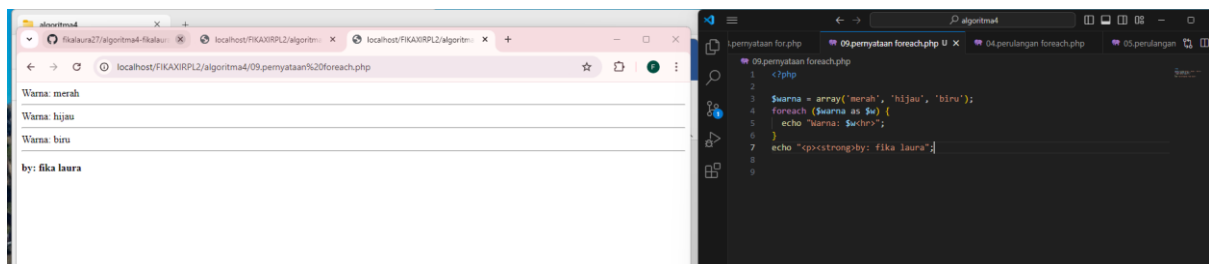 algoritma4
fikalaura27/algoritma4-fikalaur
localhost/FIKAXIRPL2/algoritm
localhost/FIKAXIRPL2/algoritm
localhost/FIKAXIRPL2/algoritma4/09.pernyataan%20foreach.php
F
Warna: merah
Warna: hijau
Warna: biru
by: fika laura
algoritma4
pernyataan for.php
09.pernyataan foreach.php U
04.perulangan foreach.php
05.perulangan
09.pernyataan foreach.php
1 <?php
2
3 $warna = array('merah', 'hijau', 'biru');
4 foreach ($warna as $w) {
5 echo "Warna: $w<hr>";
6 }
7 echo "<p><strong>by: fika laura";
8
9